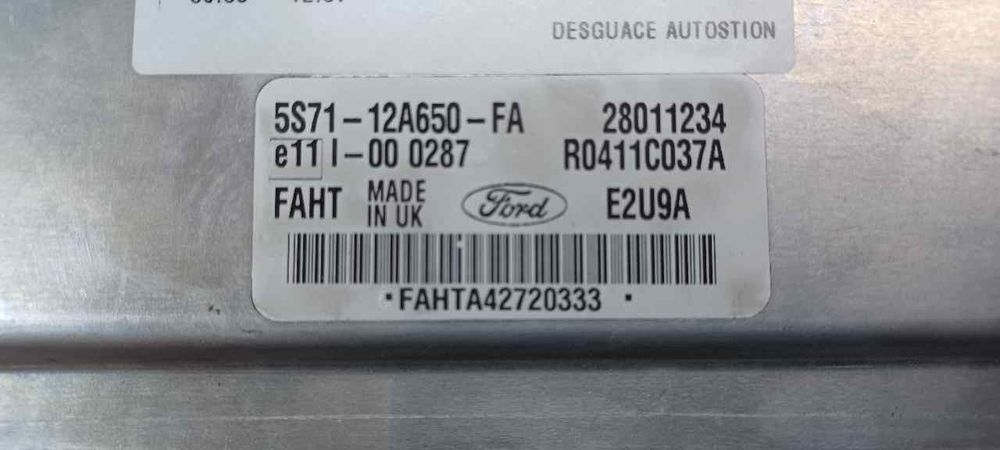 DESGUACE AUTOSTION
5S71-12A650-FA 28011234
e11 I-00 0287 R0411C037A
FAHT MADE IN UK Ford E2U9A
·FAHTA42720333 ·